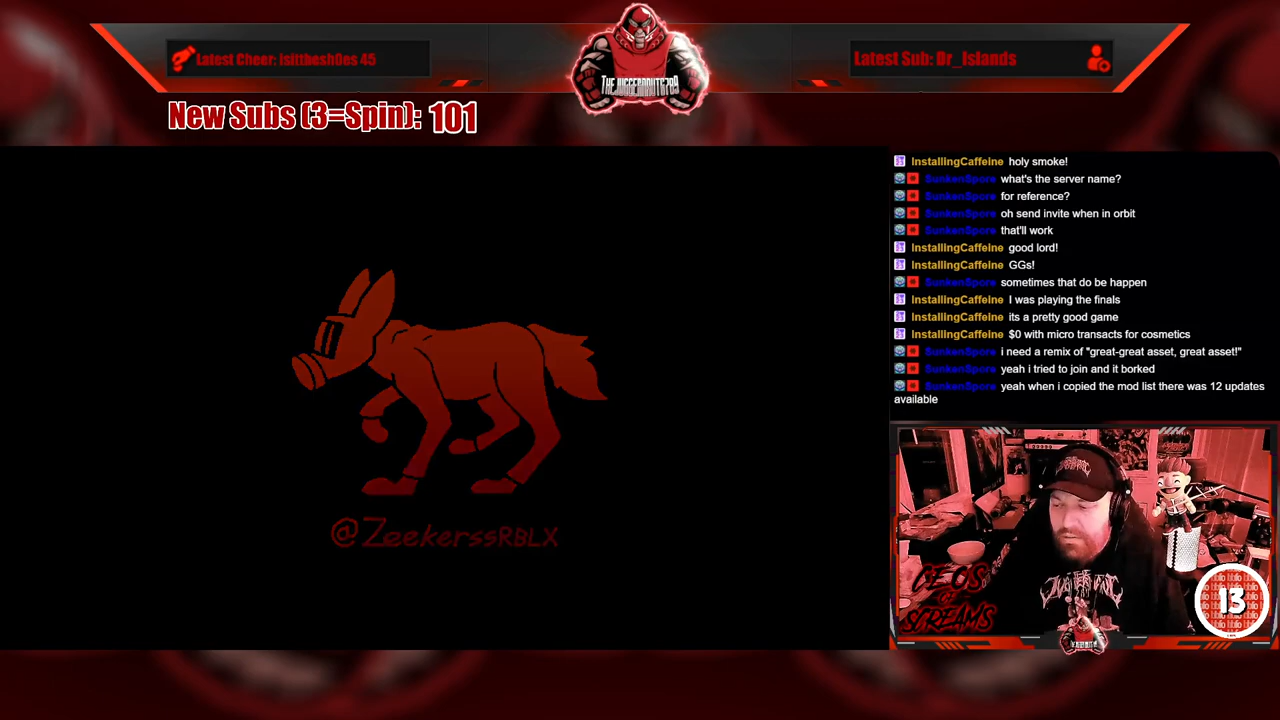 Latest Cheer: Isitthesh0es 45
THEJUGGERNAUT6789
Latest Sub: Dr_Islands
New Subs (3=Spin): 101
InstallingCaffeine holy smoke!
SunkenSpore what's the server name?
SunkenSpore for reference?
SunkenSpore oh send invite when in orbit
SunkenSpore that'll work
InstallingCaffeine good lord!
InstallingCaffeine GGs!
SunkenSpore sometimes that do be happen
InstallingCaffeine I was playing the finals
InstallingCaffeine its a pretty good game
InstallingCaffeine $0 with micro transacts for cosmetics
SunkenSpore i need a remix of "great-great asset, great asset!"
SunkenSpore yeah i tried to join and it borked
SunkenSpore yeah when i copied the mod list there was 12 updates
available
@ZeekerssRBLX
CEOS
OF
SCREAMS
13